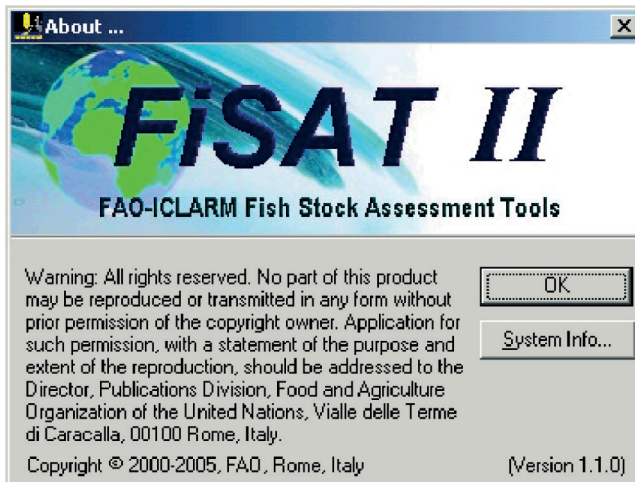 About ...
FiSAT II
FAO-ICLARM Fish Stock Assessment Tools
Warning: All rights reserved. No part of this product
may be reproduced or transmitted in any form without
prior permission of the copyright owner. Application for
such permission, with a statement of the purpose and
extent of the reproduction, should be addressed to the
Director, Publications Division, Food and Agriculture
Organization of the United Nations, Vialle delle Terme
di Caracalla, 00100 Rome, Italy.
OK
System Info...
Copyright © 2000-2005, FAO, Rome, Italy
(Version 1.1.0)